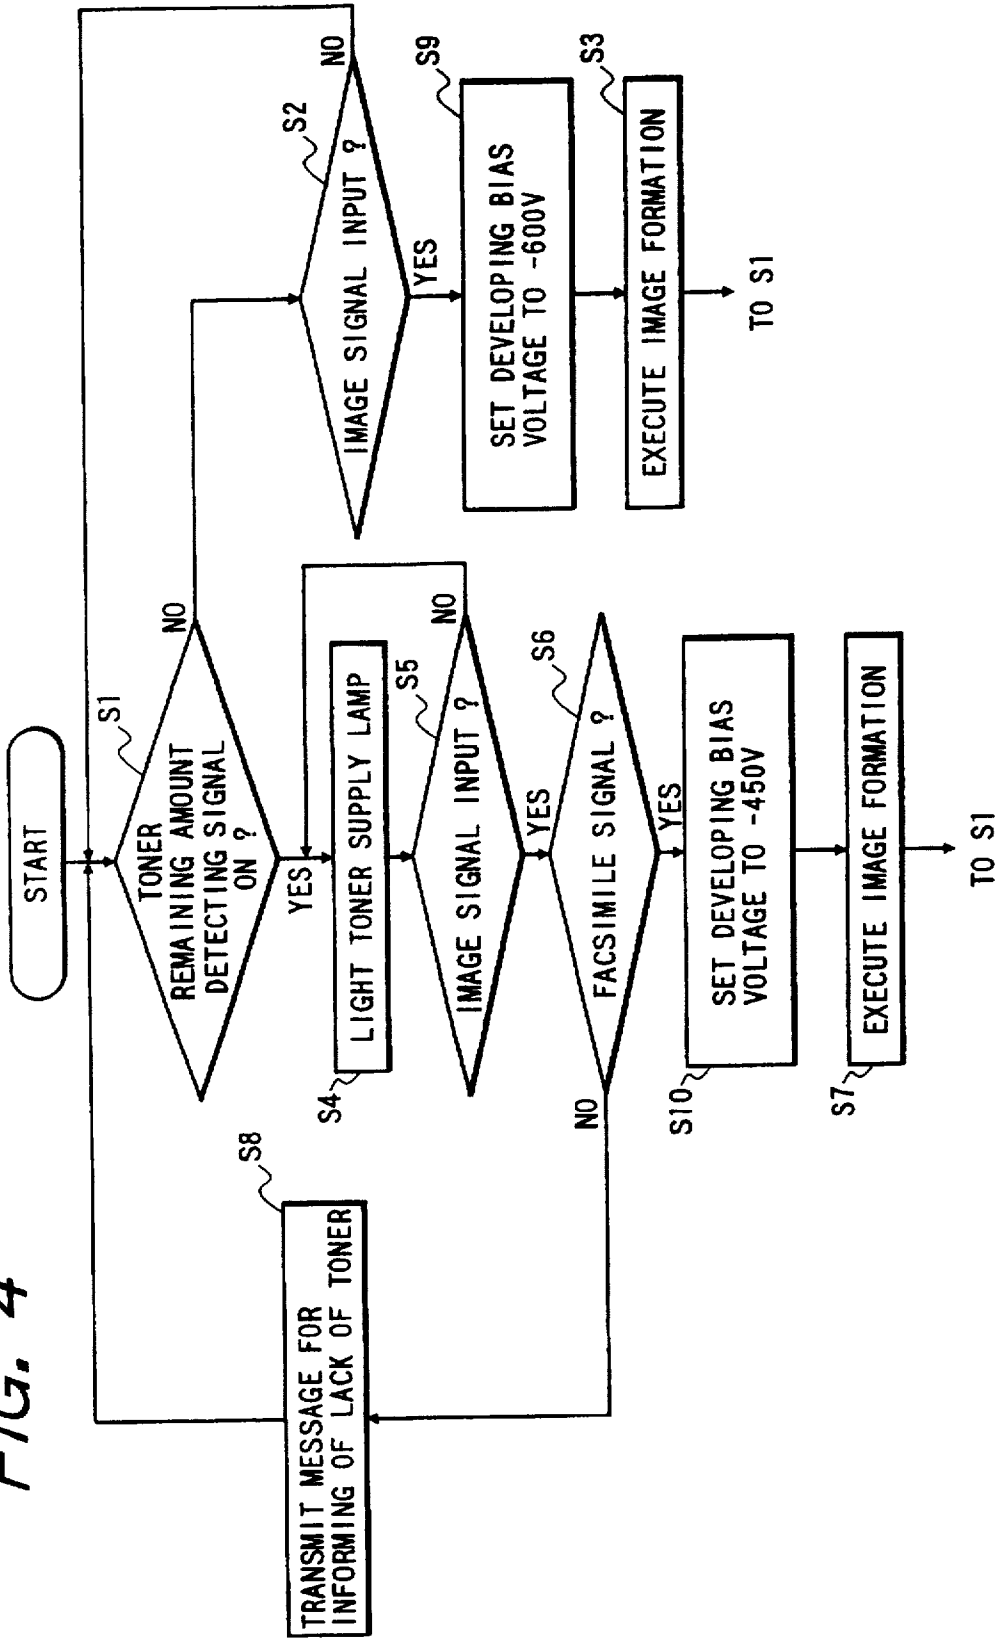 FIG. 4
START
TONER
REMAINING AMOUNT
DETECTING SIGNAL
ON ?
S1
NO
YES
IMAGE SIGNAL INPUT ?
S2
NO
YES
SET DEVELOPING BIAS
VOLTAGE TO -600V
S9
EXECUTE IMAGE FORMATION
S3
TO S1
LIGHT TONER SUPPLY LAMP
S4
IMAGE SIGNAL INPUT ?
S5
NO
YES
FACSIMILE SIGNAL ?
S6
NO
YES
TRANSMIT MESSAGE FOR
INFORMING OF LACK OF TONER
S8
SET DEVELOPING BIAS
VOLTAGE TO -450V
S10
EXECUTE IMAGE FORMATION
S7
TO S1